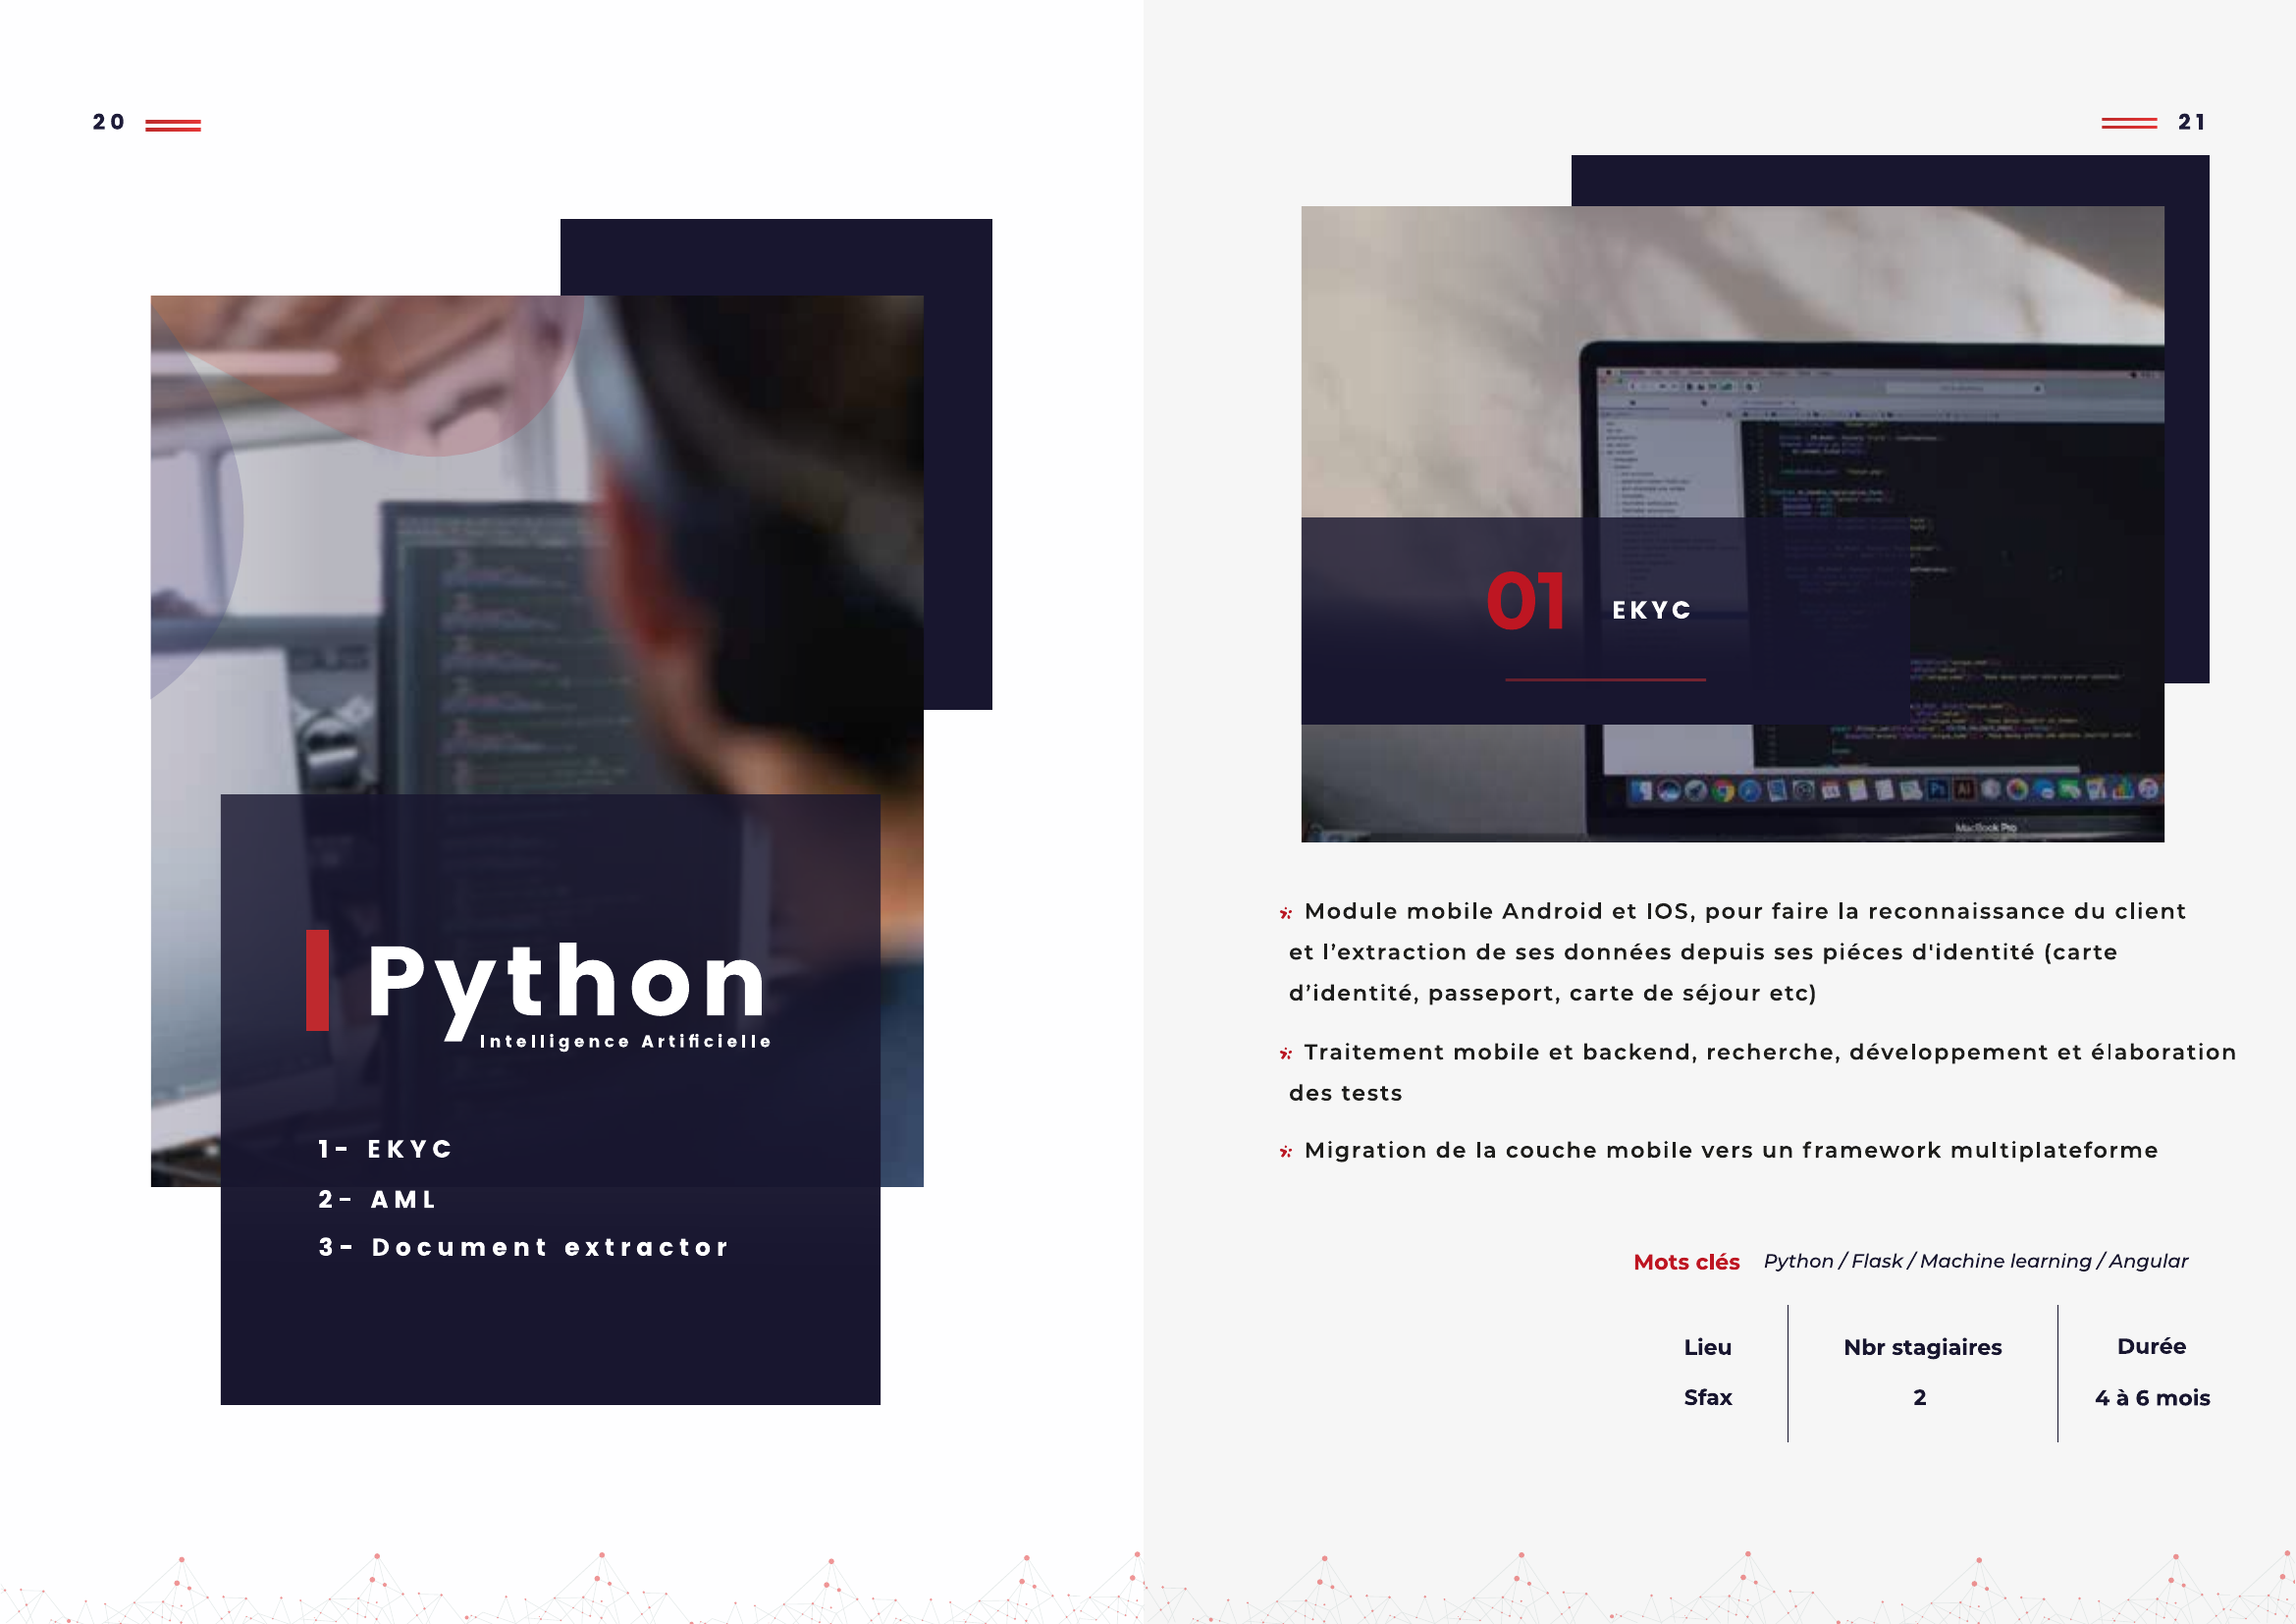 20
Python
Intelligence Artificielle
1- EKYC
2- AML
3- Document extractor
21
01 EKYC
MacBook Pro
Module mobile Android et IOS, pour faire la reconnaissance du client
et l’extraction de ses données depuis ses piéces d'identité (carte
d’identité, passeport, carte de séjour etc)
Traitement mobile et backend, recherche, développement et élaboration
des tests
Migration de la couche mobile vers un framework multiplateforme
Mots clés Python / Flask / Machine learning / Angular
Lieu Nbr stagiaires Durée
Sfax 2 4 à 6 mois